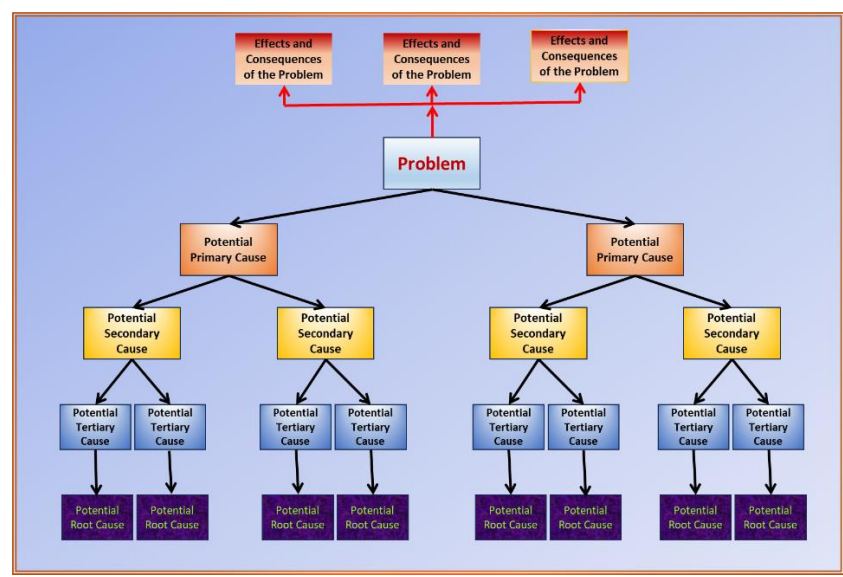 Effects and
Consequences
of the Problem
Effects and
Consequences
of the Problem
Effects and
Consequences
of the Problem
Problem
Potential
Primary Cause
Potential
Primary Cause
Potential
Secondary
Cause
Potential
Secondary
Cause
Potential
Secondary
Cause
Potential
Secondary
Cause
Potential
Tertiary
Cause
Potential
Tertiary
Cause
Potential
Tertiary
Cause
Potential
Tertiary
Cause
Potential
Tertiary
Cause
Potential
Tertiary
Cause
Potential
Tertiary
Cause
Potential
Tertiary
Cause
Potential
Root Cause
Potential
Root Cause
Potential
Root Cause
Potential
Root Cause
Potential
Root Cause
Potential
Root Cause
Potential
Root Cause
Potential
Root Cause